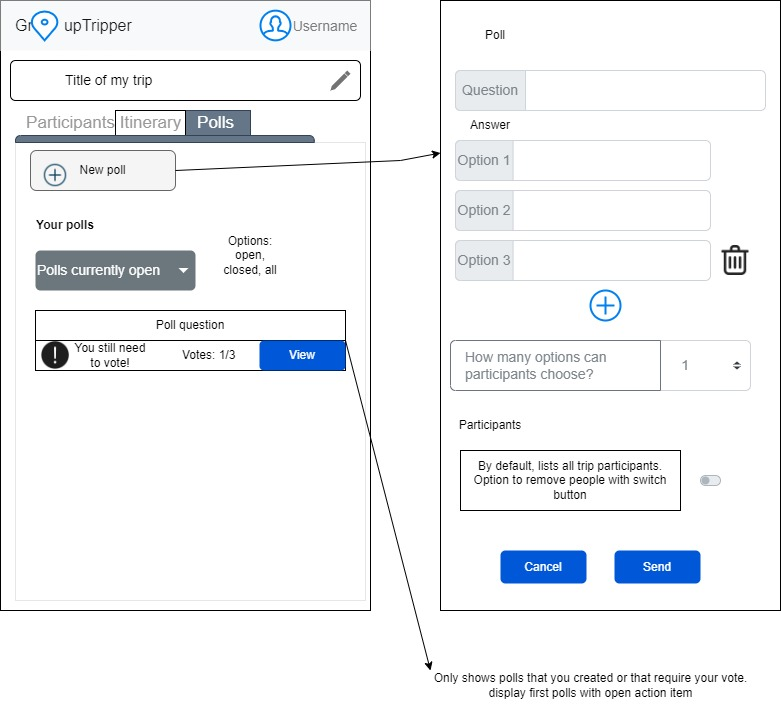 Gr upTripper
Username
Title of my trip
Participants Itinerary Polls
New poll
Your polls
Polls currently open
Options:
open,
closed, all
Poll question
You still need
to vote!
Votes: 1/3
View
Poll
Question
Answer
Option 1
Option 2
Option 3
How many options can
participants choose?
1
Participants
By default, lists all trip participants.
Option to remove people with switch
button
Cancel
Send
Only shows polls that you created or that require your vote.
display first polls with open action item